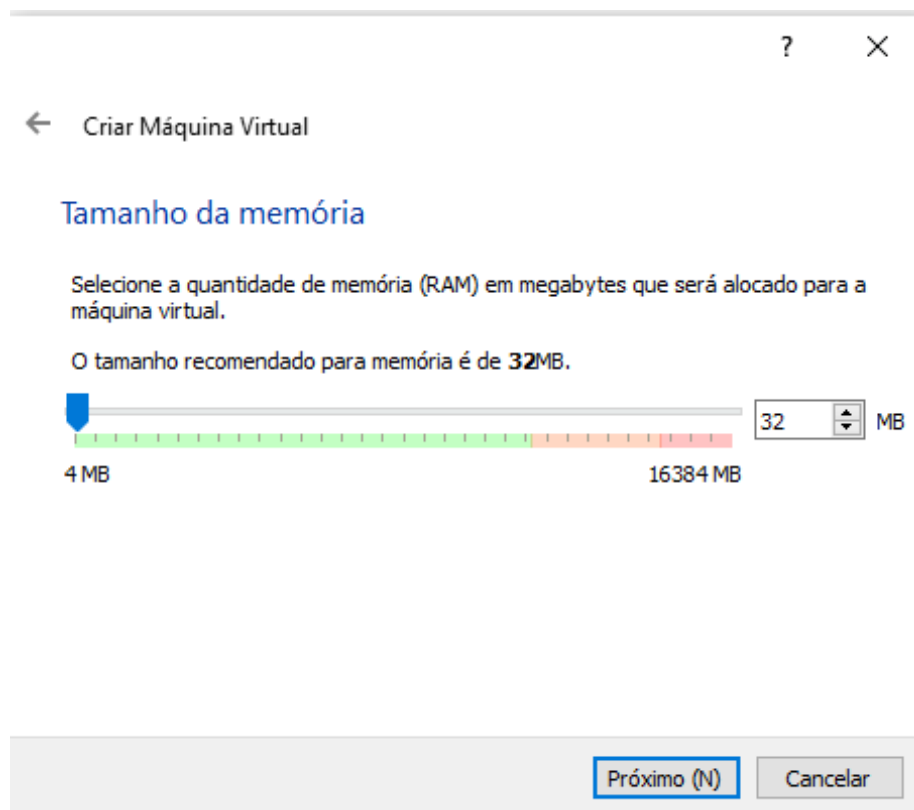 ?
Criar Máquina Virtual
Tamanho da memória
Selecione a quantidade de memória (RAM) em megabytes que será alocado para a
máquina virtual.
O tamanho recomendado para memória é de 32MB.
32 MB
4 MB 16384 MB
Próximo (N) Cancelar